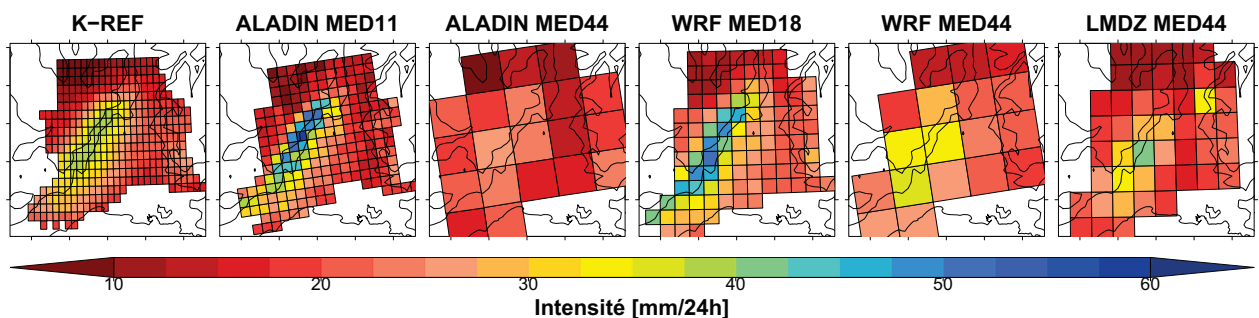 K−REF ALADIN MED11 ALADIN MED44 WRF MED18 WRF MED44 LMDZ MED44
10 20 30 40 50 60
Intensité [mm/24h]